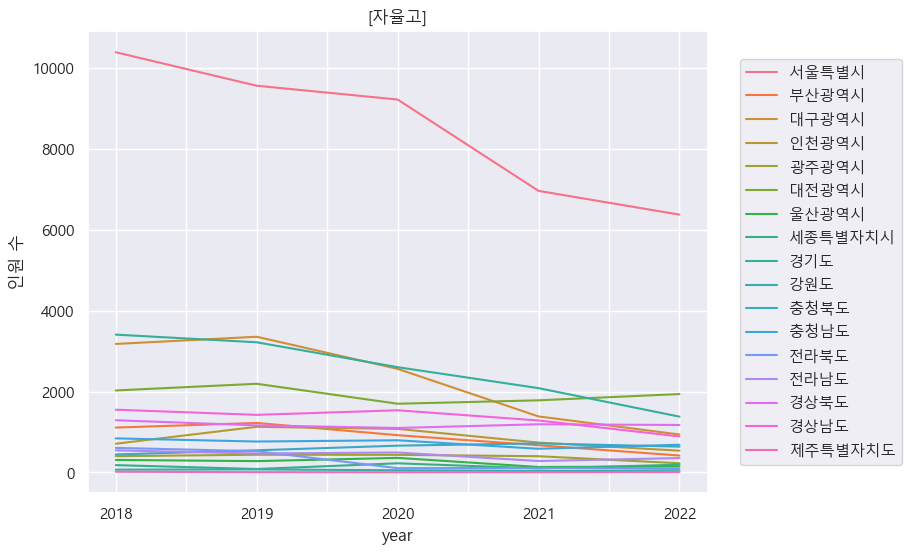 [자율고]
10000
8000
6000
4000
2000
0
인원 수
2018 2019 2020 2021 2022
year
서울특별시
부산광역시
대구광역시
인천광역시
광주광역시
대전광역시
울산광역시
세종특별자치시
경기도
강원도
충청북도
충청남도
전라북도
전라남도
경상북도
경상남도
제주특별자치도